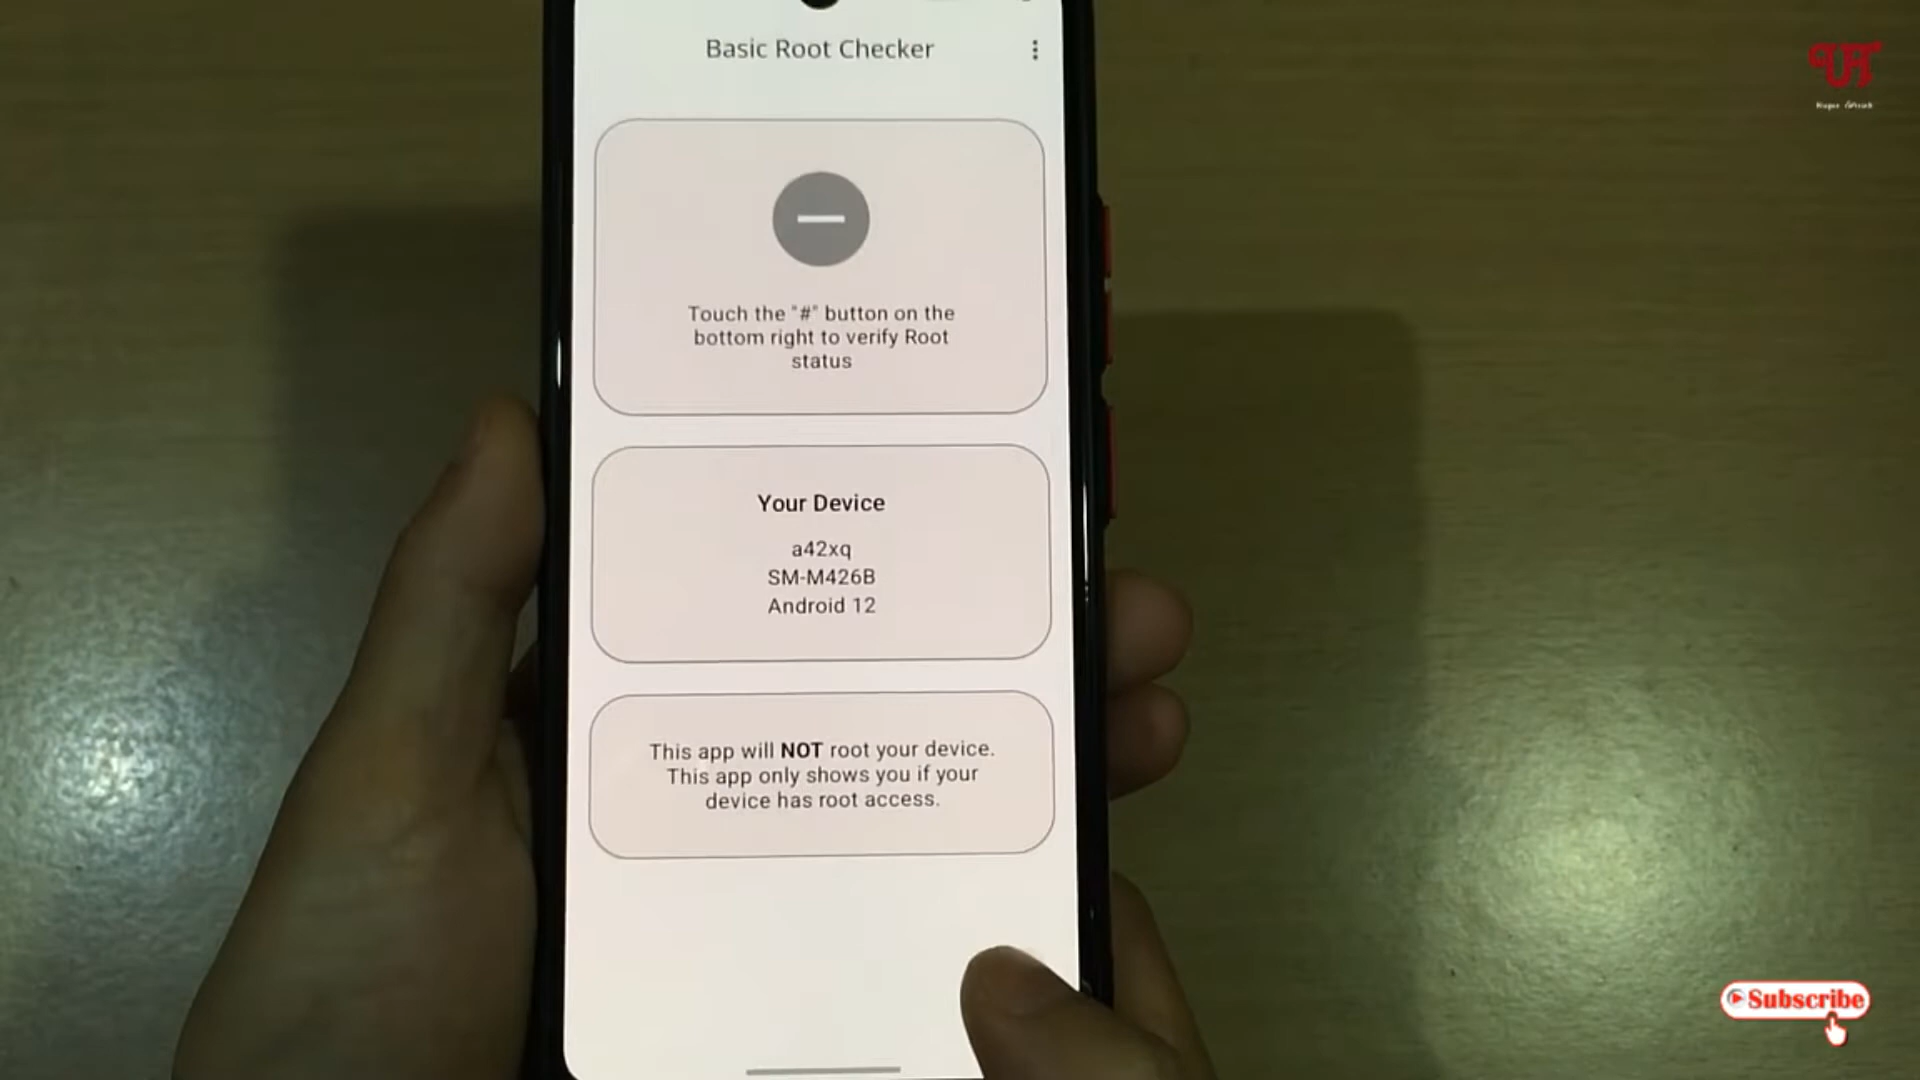 Basic Root Checker
Touch the "#" button on the
bottom right to verify Root
status
Your Device
a42xq
SM-M426B
Android 12
This app will NOT root your device.
This app only shows you if your
device has root access.
Subscribe